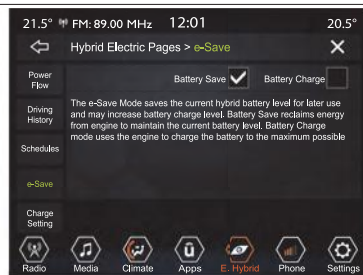 21.5° FM: 89.00 MHz 12:01 20.5°
Hybrid Electric Pages > e-Save
Power Flow
Battery Save Battery Charge
Driving History
The e-Save Mode saves the current hybrid battery level for later use
and may increase battery charge level. Battery Save reclaims energy
from engine to maintain the current battery level. Battery Charge
mode uses the engine to charge the battery to the maximum possible
Schedules
e-Save
Charge Setting
Radio Media Climate Apps E. Hybrid Phone Settings